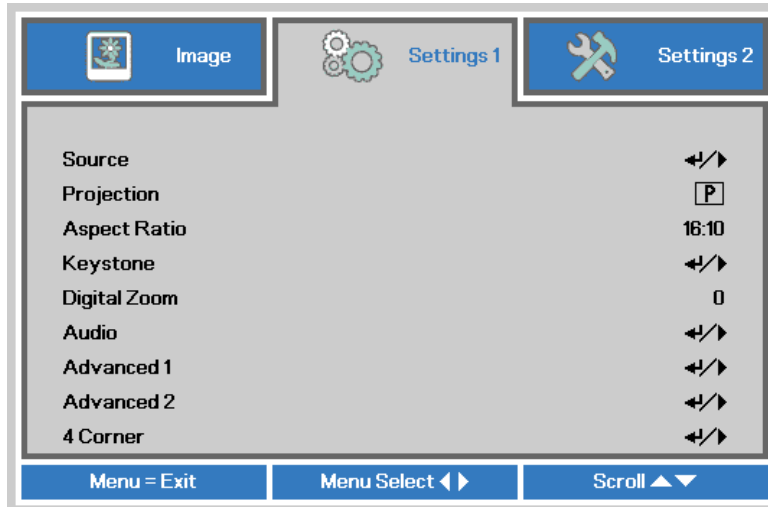 Image Settings 1 Settings 2
Source ↵/▶
Projection P
Aspect Ratio 16:10
Keystone ↵/▶
Digital Zoom 0
Audio ↵/▶
Advanced 1 ↵/▶
Advanced 2 ↵/▶
4 Corner ↵/▶
Menu = Exit Menu Select ◀ ▶ Scroll ▲▼